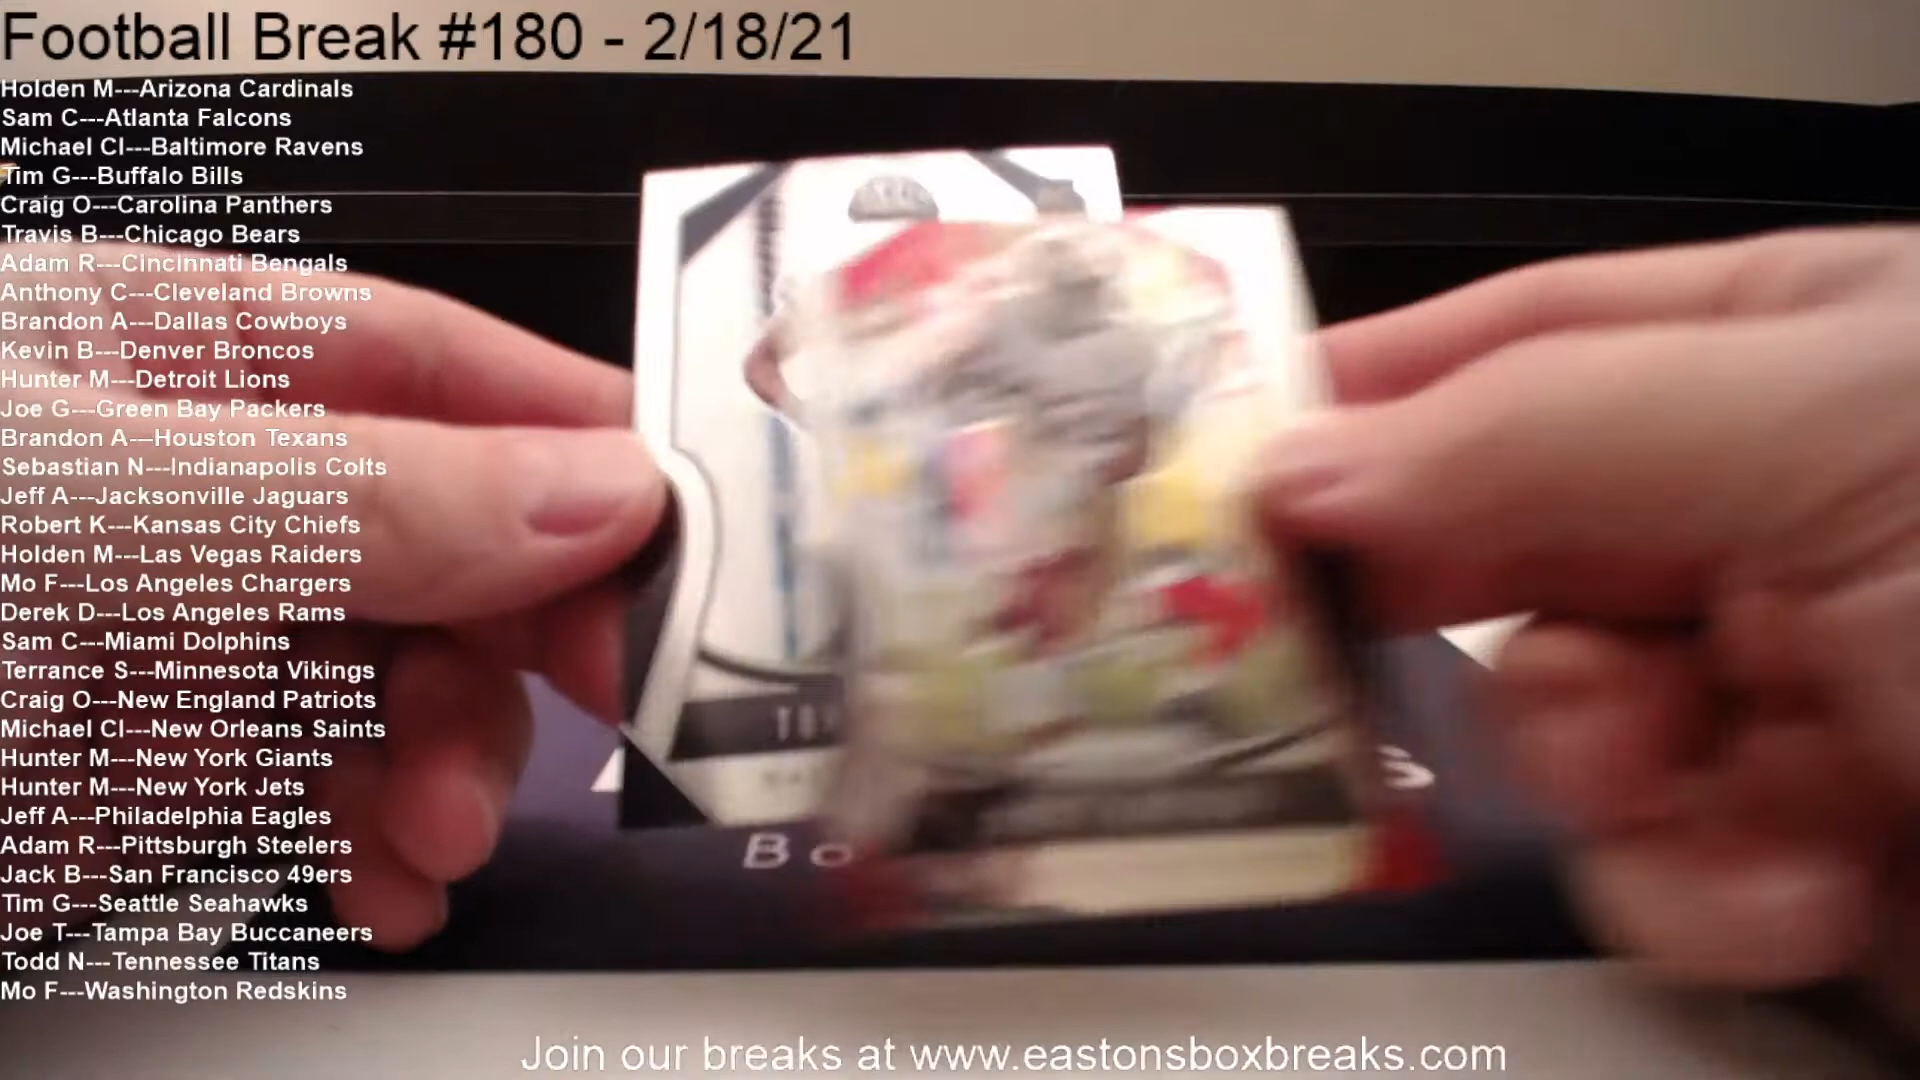 Football Break #180 - 2/18/21
Holden M---Arizona Cardinals
Sam C---Atlanta Falcons
Michael Cl---Baltimore Ravens
Tim G---Buffalo Bills
Craig O---Carolina Panthers
Travis B---Chicago Bears
Adam R---Cincinnati Bengals
Anthony C---Cleveland Browns
Brandon A---Dallas Cowboys
Kevin B---Denver Broncos
Hunter M---Detroit Lions
Joe G---Green Bay Packers
Brandon A---Houston Texans
Sebastian N---Indianapolis Colts
Jeff A---Jacksonville Jaguars
Robert K---Kansas City Chiefs
Holden M---Las Vegas Raiders
Mo F---Los Angeles Chargers
Derek D---Los Angeles Rams
Sam C---Miami Dolphins
Terrance S---Minnesota Vikings
Craig O---New England Patriots
Michael Cl---New Orleans Saints
Hunter M---New York Giants
Hunter M---New York Jets
Jeff A---Philadelphia Eagles
Adam R---Pittsburgh Steelers
Jack B---San Francisco 49ers
Tim G---Seattle Seahawks
Joe T---Tampa Bay Buccaneers
Todd N---Tennessee Titans
Mo F---Washington Redskins
Join our breaks at www.eastonsboxbreaks.com